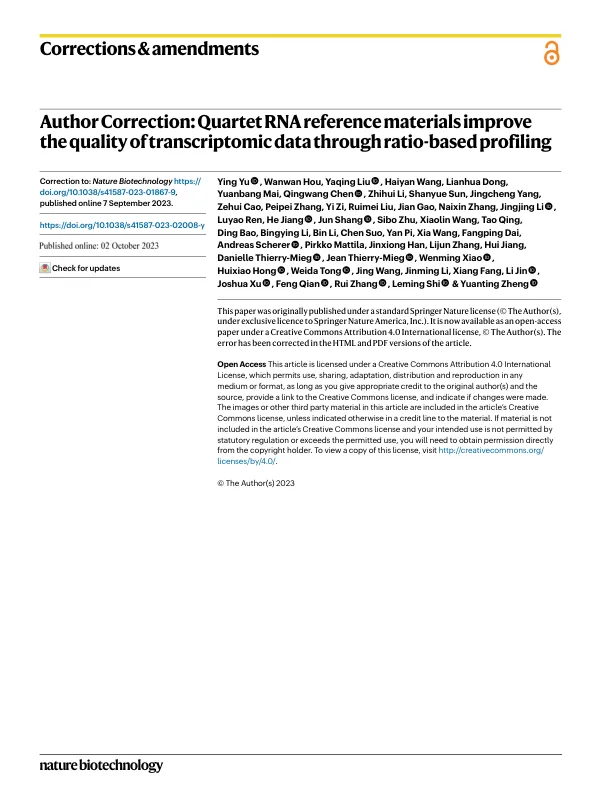 Corrections & amendments
Author Correction: Quartet RNA reference materials improve
the quality of transcriptomic data through ratio-based profiling
Correction to: Nature Biotechnology https://
doi.org/10.1038/s41587-023-01867-9,
published online 7 September 2023.
https://doi.org/10.1038/s41587-023-02008-y
Published online: 02 October 2023
Check for updates
Ying Yu, Wanwan Hou, Yaqing Liu, Haiyan Wang, Lianhua Dong,
Yuanbang Mai, Qingwang Chen, Zhihui Li, Shanyue Sun, Jingcheng Yang,
Zehui Cao, Peipei Zhang, Yi Zi, Ruimei Liu, Jian Gao, Naixin Zhang, Jingjing Li,
Luyao Ren, He Jiang, Jun Shang, Sibo Zhu, Xiaolin Wang, Tao Qing,
Ding Bao, Bingying Li, Bin Li, Chen Suo, Yan Pi, Xia Wang, Fangping Dai,
Andreas Scherer, Pirkko Mattila, Jinxiong Han, Lijun Zhang, Hui Jiang,
Danielle Thierry-Mieg, Jean Thierry-Mieg, Wenming Xiao,
Huixiao Hong, Weida Tong, Jing Wang, Jinming Li, Xiang Fang, Li Jin,
Joshua Xu, Feng Qian, Rui Zhang, Leming Shi & Yuanting Zheng
This paper was originally published under a standard Springer Nature license (© The Author(s),
under exclusive licence to Springer Nature America, Inc.). It is now available as an open-access
paper under a Creative Commons Attribution 4.0 International license, © The Author(s). The
error has been corrected in the HTML and PDF versions of the article.
Open Access This article is licensed under a Creative Commons Attribution 4.0 International
License, which permits use, sharing, adaptation, distribution and reproduction in any
medium or format, as long as you give appropriate credit to the original author(s) and the
source, provide a link to the Creative Commons license, and indicate if changes were made.
The images or other third party material in this article are included in the article's Creative
Commons license, unless indicated otherwise in a credit line to the material. If material is not
included in the article's Creative Commons license and your intended use is not permitted by
statutory regulation or exceeds the permitted use, you will need to obtain permission directly
from the copyright holder. To view a copy of this license, visit http://creativecommons.org/
licenses/by/4.0/.
© The Author(s) 2023
nature biotechnology